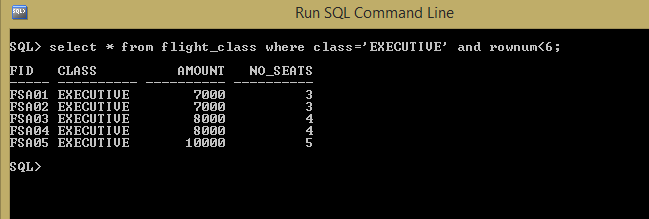 Run SQL Command Line
SQL> select * from flight_class where class='EXECUTIVE' and rownum<6;
FID   CLASS          AMOUNT   NO_SEATS
----- ---------- ---------- ----------
FSA01 EXECUTIVE        7000          3
FSA02 EXECUTIVE        7000          3
FSA03 EXECUTIVE        8000          4
FSA04 EXECUTIVE        8000          4
FSA05 EXECUTIVE       10000          5
SQL>